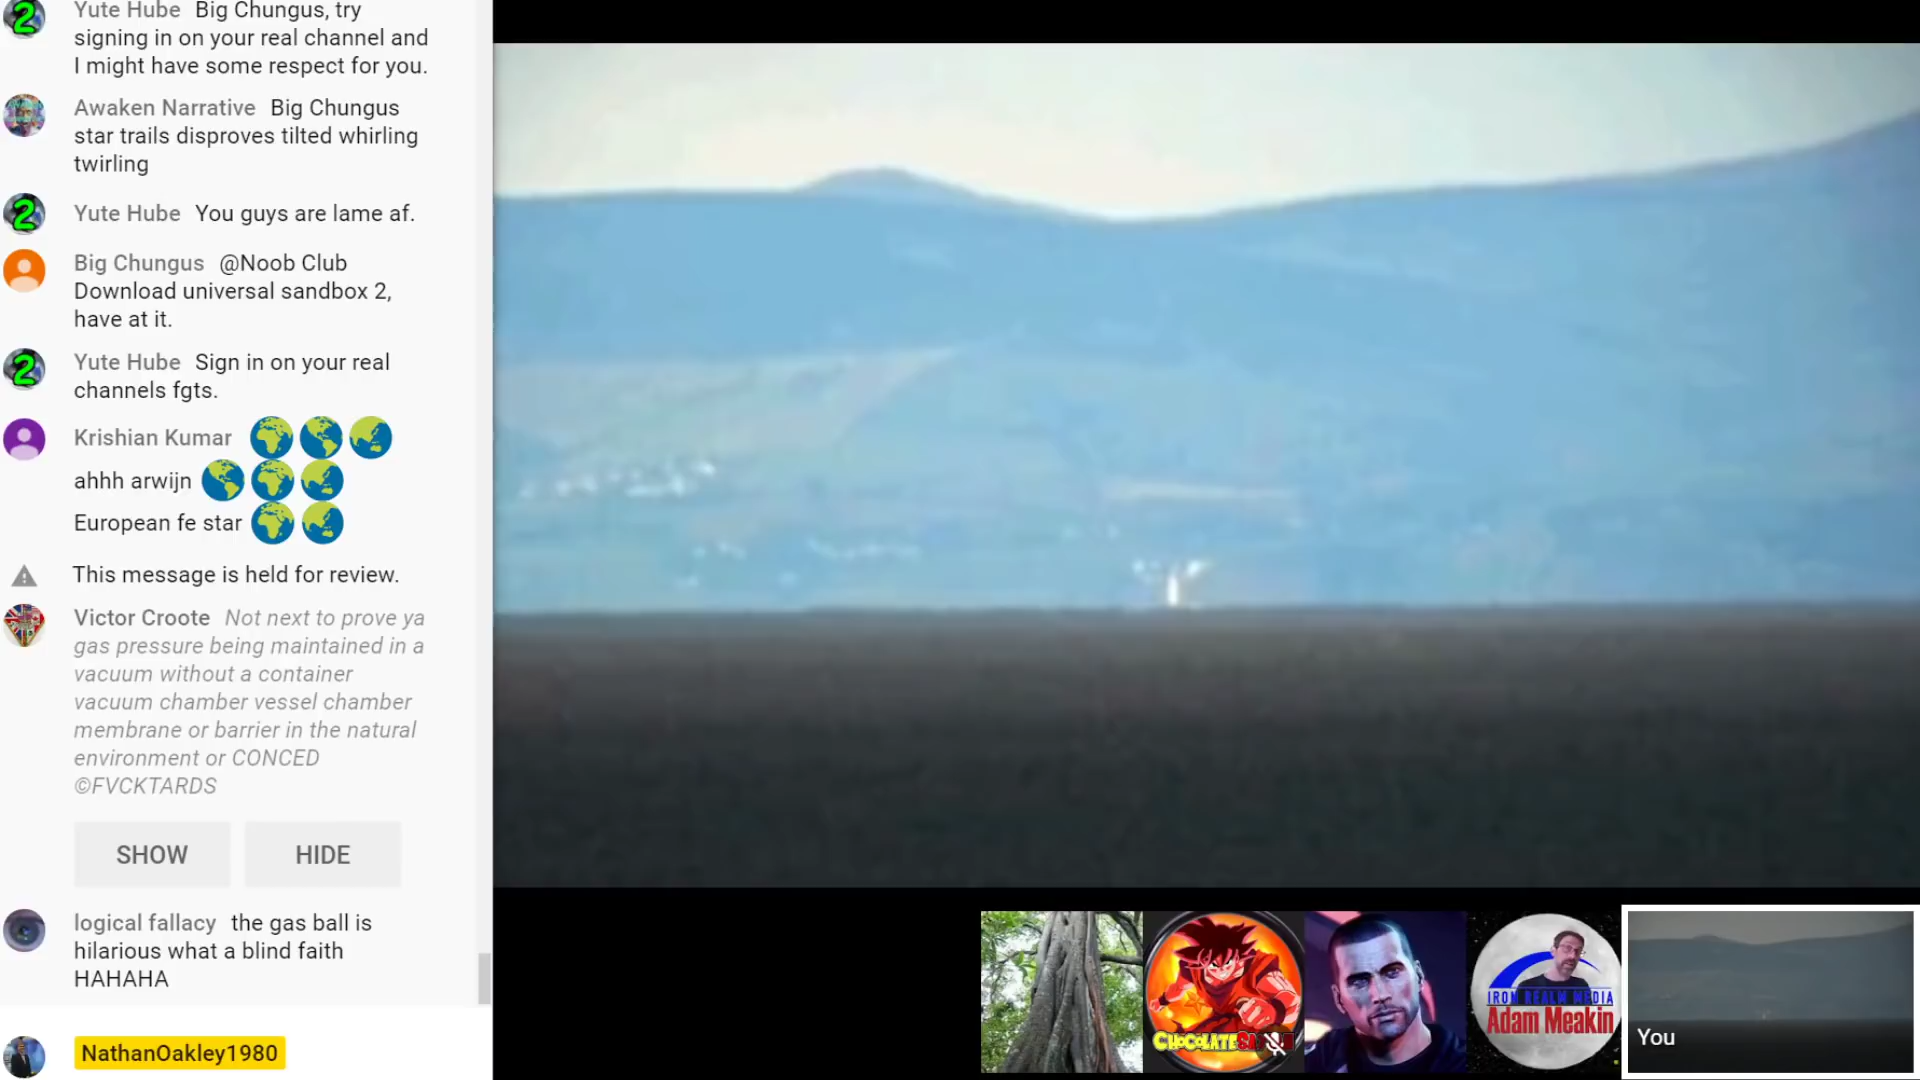 Yute Hube Big Chungus, try
signing in on your real channel and
I might have some respect for you.
Awaken Narrative Big Chungus
star trails disproves tilted whirling
twirling
Yute Hube You guys are lame af.
Big Chungus @Noob Club
Download universal sandbox 2,
have at it.
Yute Hube Sign in on your real
channels fgts.
Krishian Kumar
ahhh arwijn
European fe star
This message is held for review.
Victor Croote Not next to prove ya
gas pressure being maintained in a
vacuum without a container
vacuum chamber vessel chamber
membrane or barrier in the natural
environment or CONCED
©FVCKTARDS
SHOW HIDE
logical fallacy the gas ball is
hilarious what a blind faith
HAHAHA
NathanOakley1980
2
2
2
IRON REALM MEDIA
Adam Meakin
You